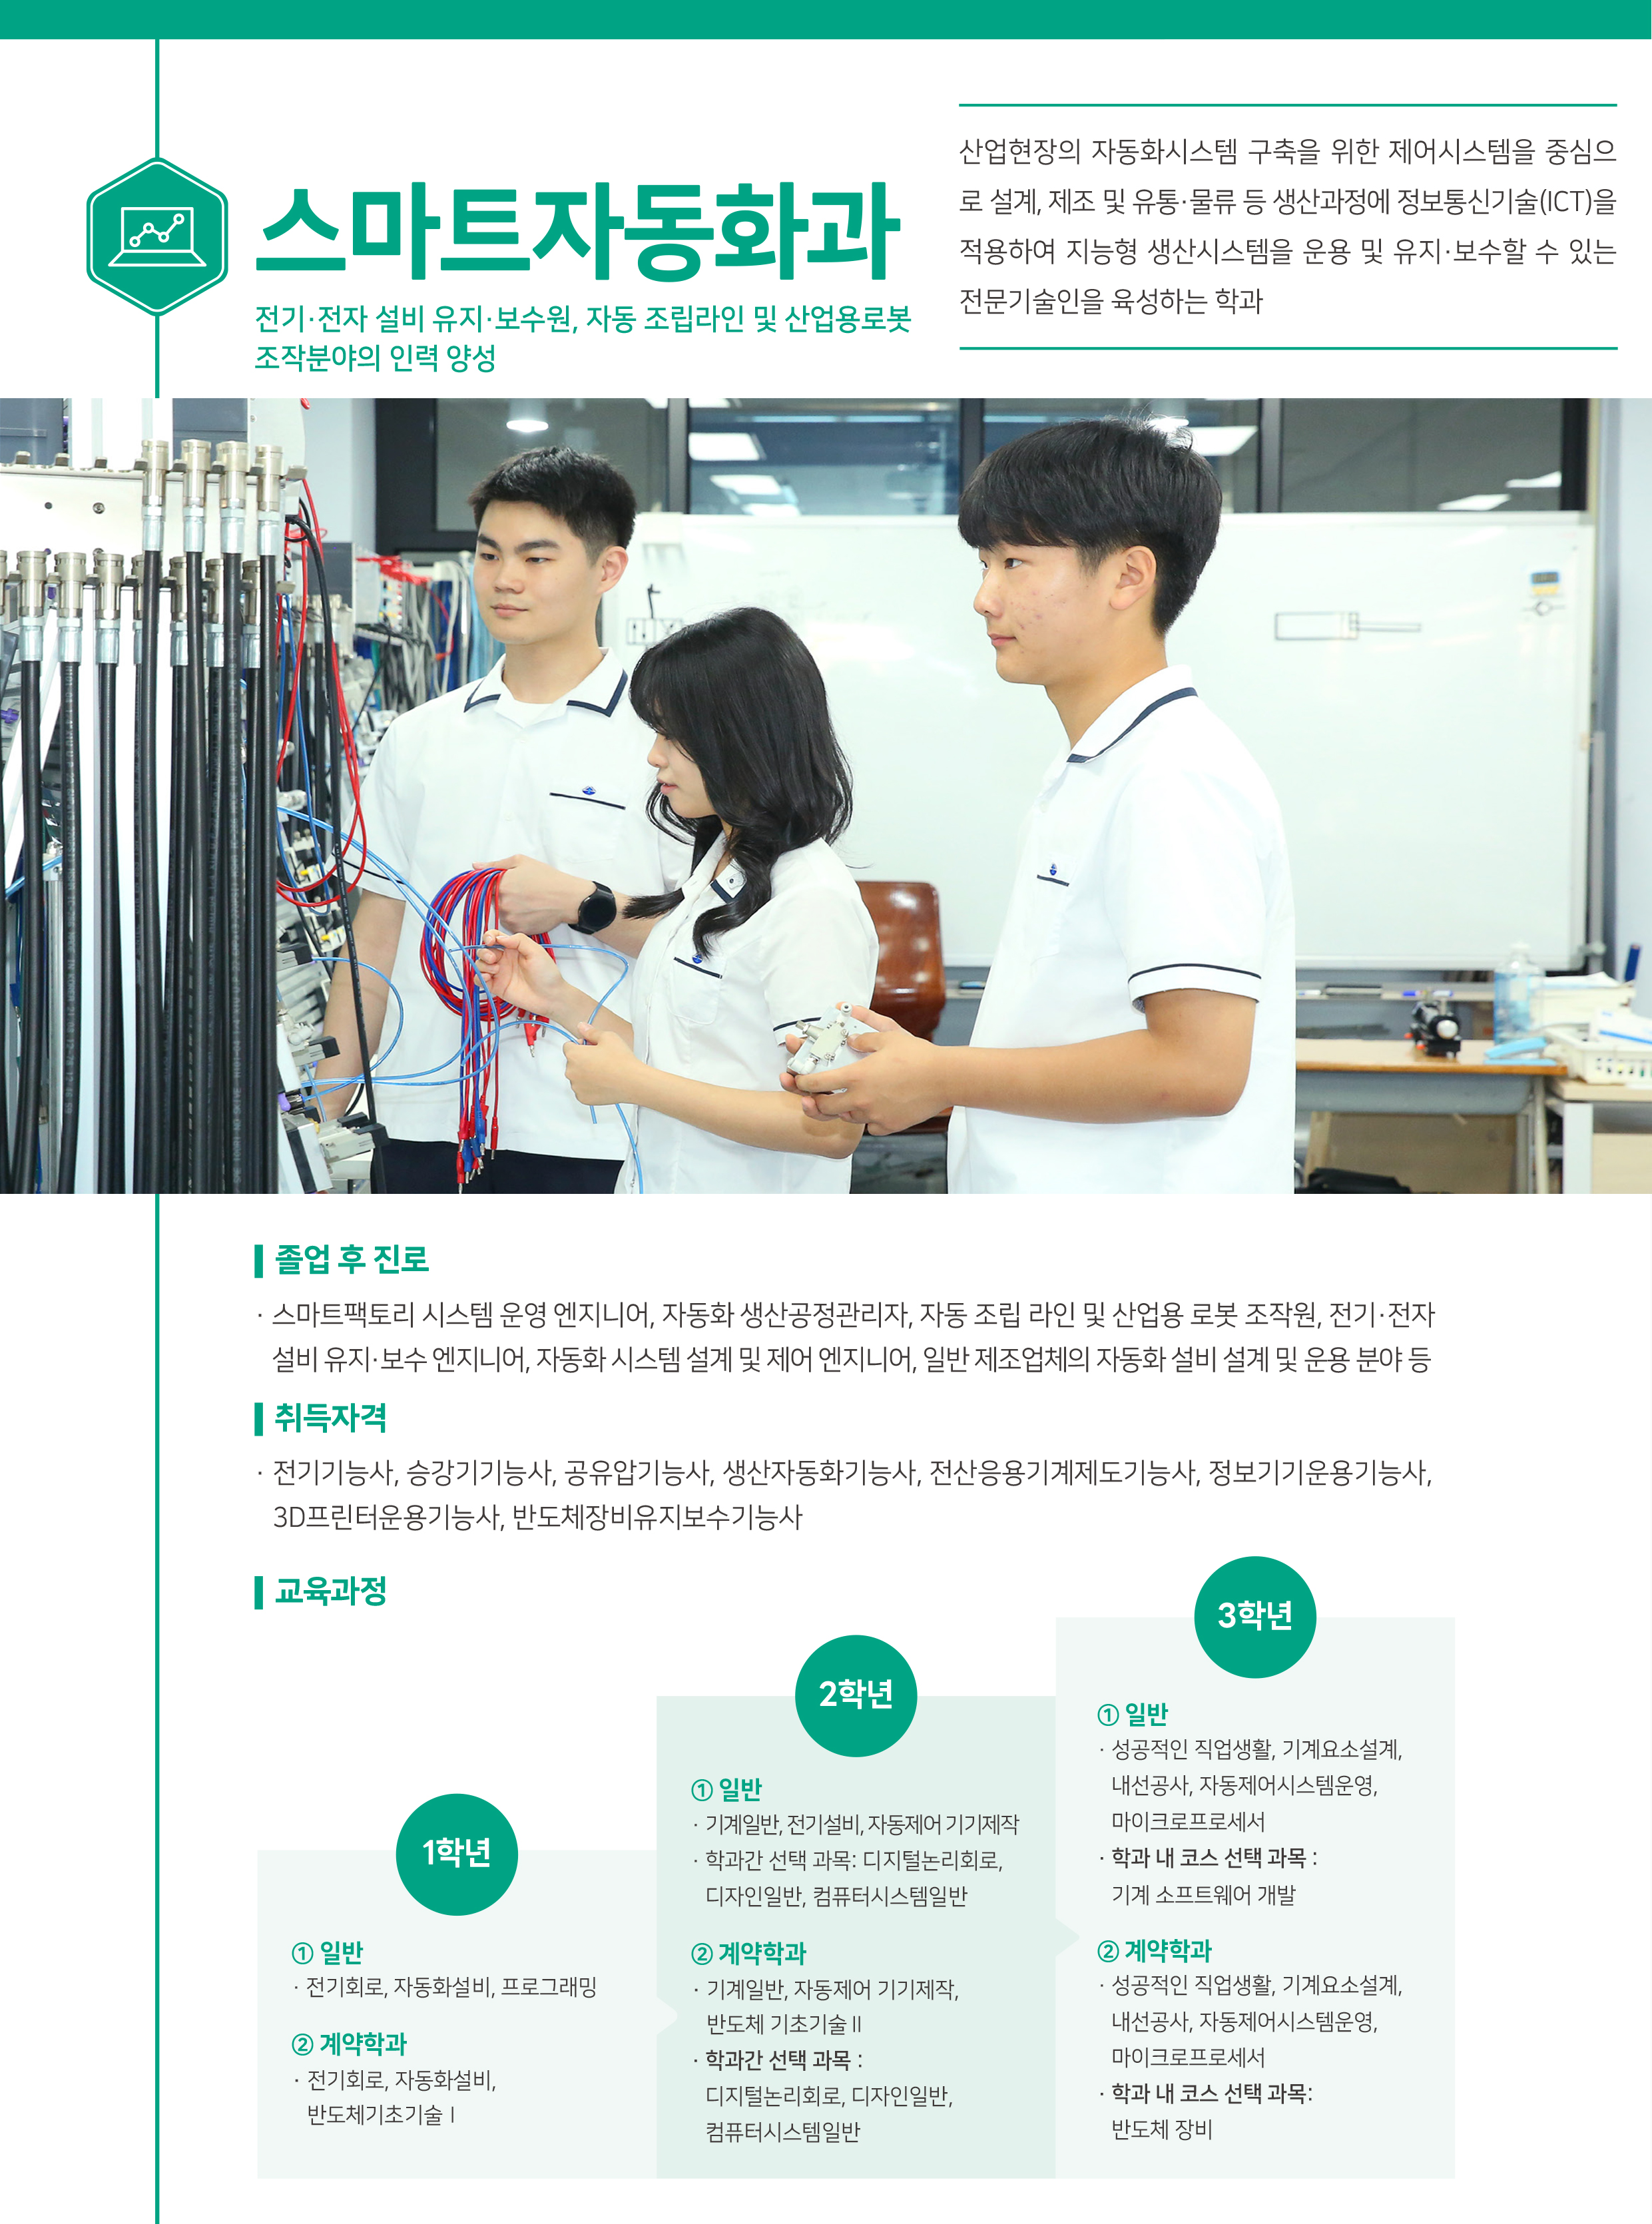 스마트자동화과
전기·전자 설비 유지·보수원, 자동 조립라인 및 산업용로봇
조작분야의 인력 양성
산업현장의 자동화시스템 구축을 위한 제어시스템을 중심으
로 설계, 제조 및 유통·물류 등 생산과정에 정보통신기술(ICT)을
적용하여 지능형 생산시스템을 운용 및 유지·보수할 수 있는
전문기술인을 육성하는 학과
졸업 후 진로
· 스마트팩토리 시스템 운영 엔지니어, 자동화 생산공정관리자, 자동 조립 라인 및 산업용 로봇 조작원, 전기·전자
설비 유지·보수 엔지니어, 자동화 시스템 설계 및 제어 엔지니어, 일반 제조업체의 자동화 설비 설계 및 운용 분야 등
취득자격
· 전기기능사, 승강기기능사, 공유압기능사, 생산자동화기능사, 전산응용기계제도기능사, 정보기기운용기능사,
3D프린터운용기능사, 반도체장비유지보수기능사
교육과정
1학년
① 일반
· 전기회로, 자동화설비, 프로그래밍
② 계약학과
· 전기회로, 자동화설비,
반도체기초기술 Ⅰ
2학년
① 일반
· 기계일반, 전기설비, 자동제어 기기제작
· 학과간 선택 과목: 디지털논리회로,
디자인일반, 컴퓨터시스템일반
② 계약학과
· 기계일반, 자동제어 기기제작,
반도체 기초기술 Ⅱ
· 학과간 선택 과목 :
디지털논리회로, 디자인일반,
컴퓨터시스템일반
3학년
① 일반
· 성공적인 직업생활, 기계요소설계,
내선공사, 자동제어시스템운영,
마이크로프로세서
· 학과 내 코스 선택 과목 :
기계 소프트웨어 개발
② 계약학과
· 성공적인 직업생활, 기계요소설계,
내선공사, 자동제어시스템운영,
마이크로프로세서
· 학과 내 코스 선택 과목:
반도체 장비